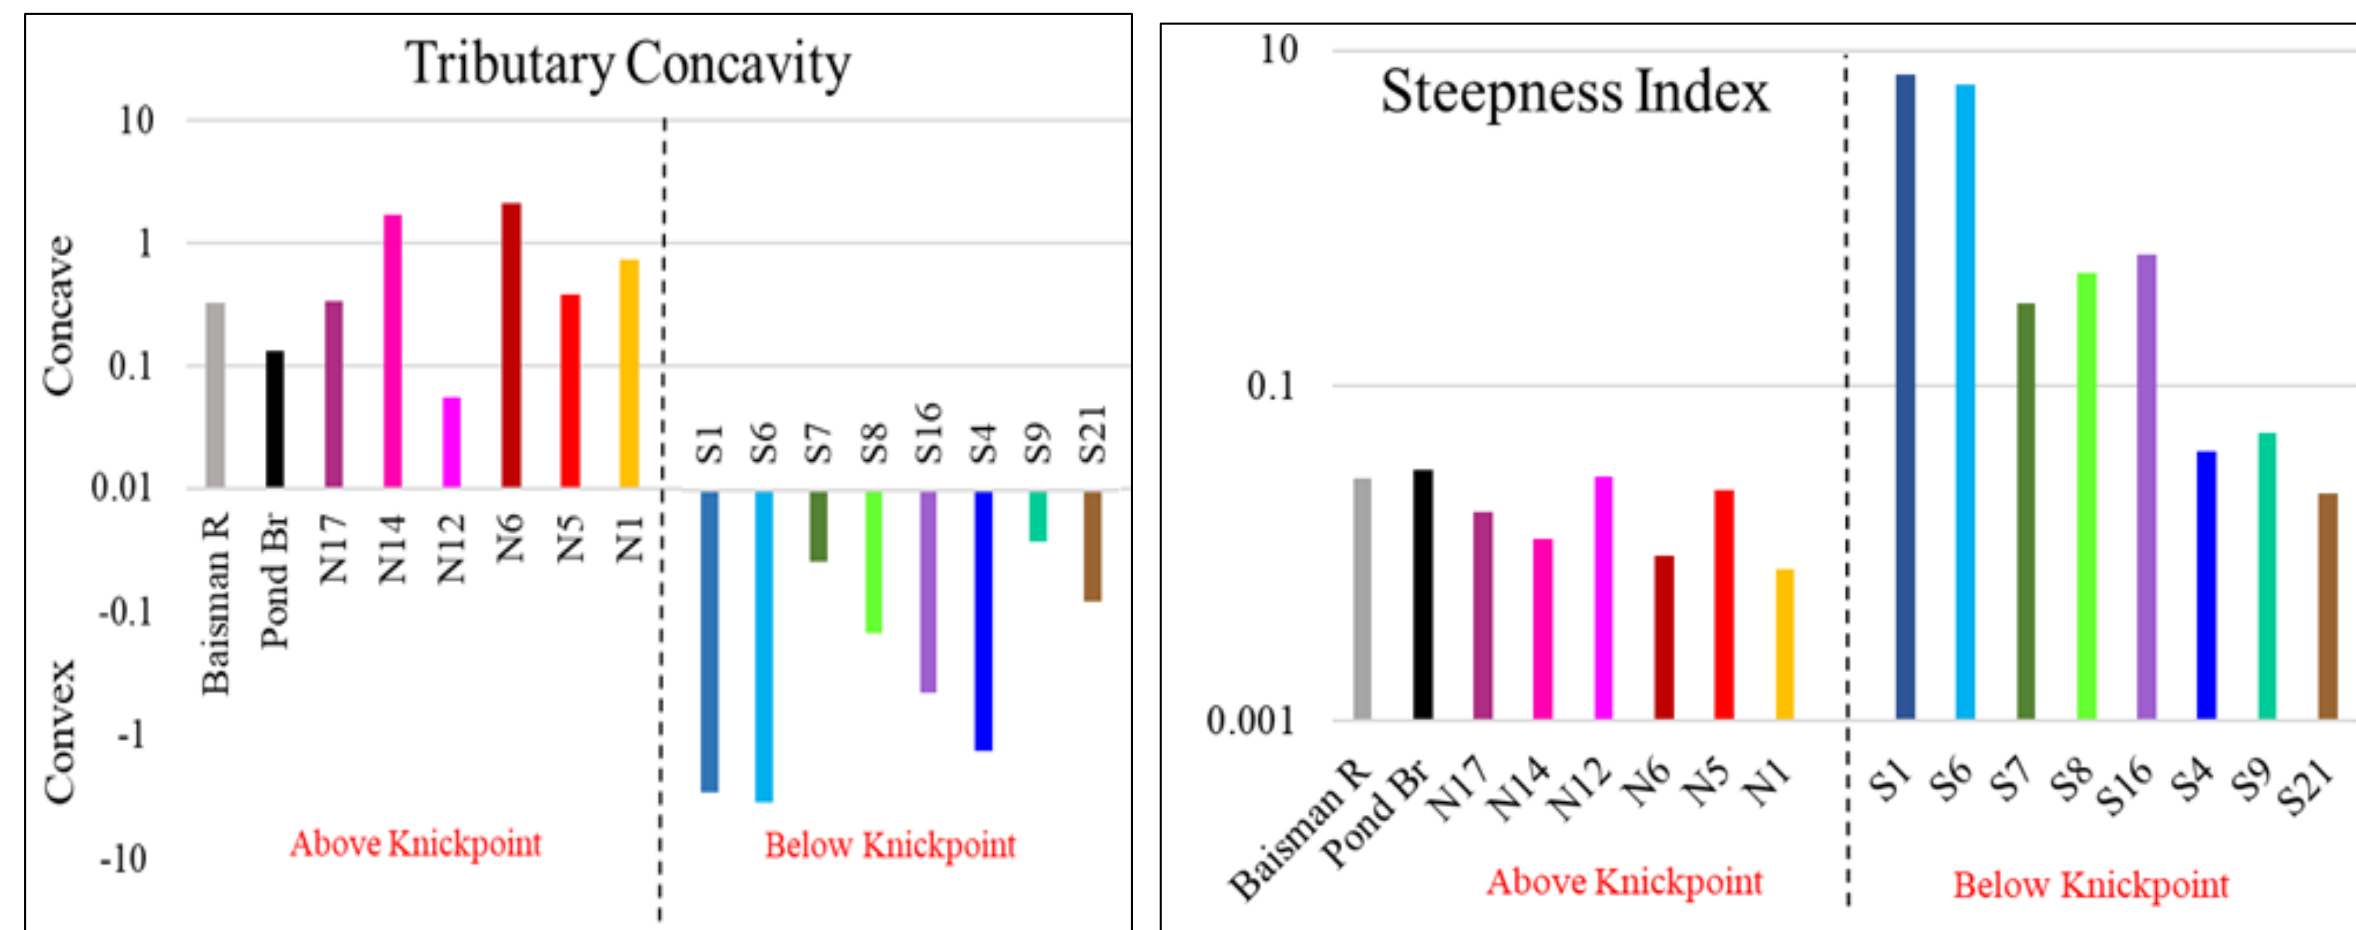 Tributary Concavity
10
1
0.1
0.01
-0.1
-1
-10
Concave
Convex
Baisman R
Pond Br
N17
N14
N12
N6
N5
N1
S1
S6
S7
S8
S16
S4
S9
S21
Above Knickpoint
Below Knickpoint
Steepness Index
10
0.1
0.001
Baisman R
Pond Br
N17
N14
N12
N6
N5
N1
S1
S6
S7
S8
S16
S4
S9
S21
Above Knickpoint
Below Knickpoint